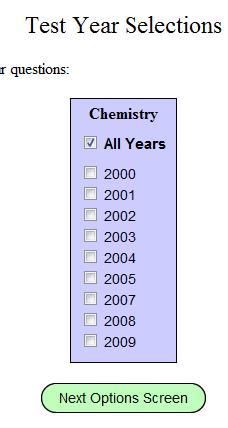 Test Year Selections
r questions:
Chemistry
All Years
2000
2001
2002
2003
2004
2005
2007
2008
2009
Next Options Screen